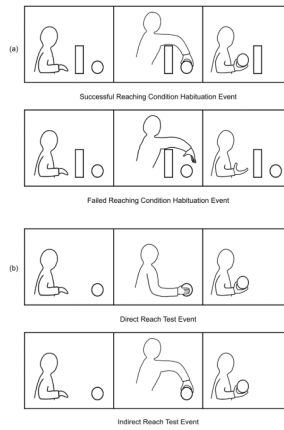 (a)
Successful Reaching Condition Habituation Event
Failed Reaching Condition Habituation Event
(b)
Direct Reach Test Event
Indirect Reach Test Event